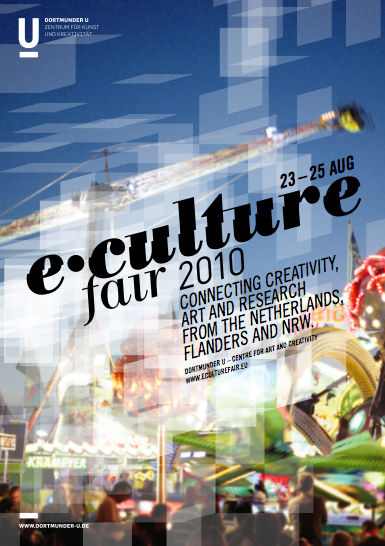 DORTMUNDER U
ZENTRUM FÜR KUNST
UND KREATIVITÄT
U
23–25 AUG
e·culture
fair 2010
CONNECTING CREATIVITY,
ART AND RESEARCH
FROM THE NETHERLANDS,
FLANDERS AND NRW.
DORTMUNDER U – CENTRE FOR ART AND CREATIVITY
WWW.ECULTUREFAIR.EU
KRAMEYER
WWW.DORTMUNDER-U.DE